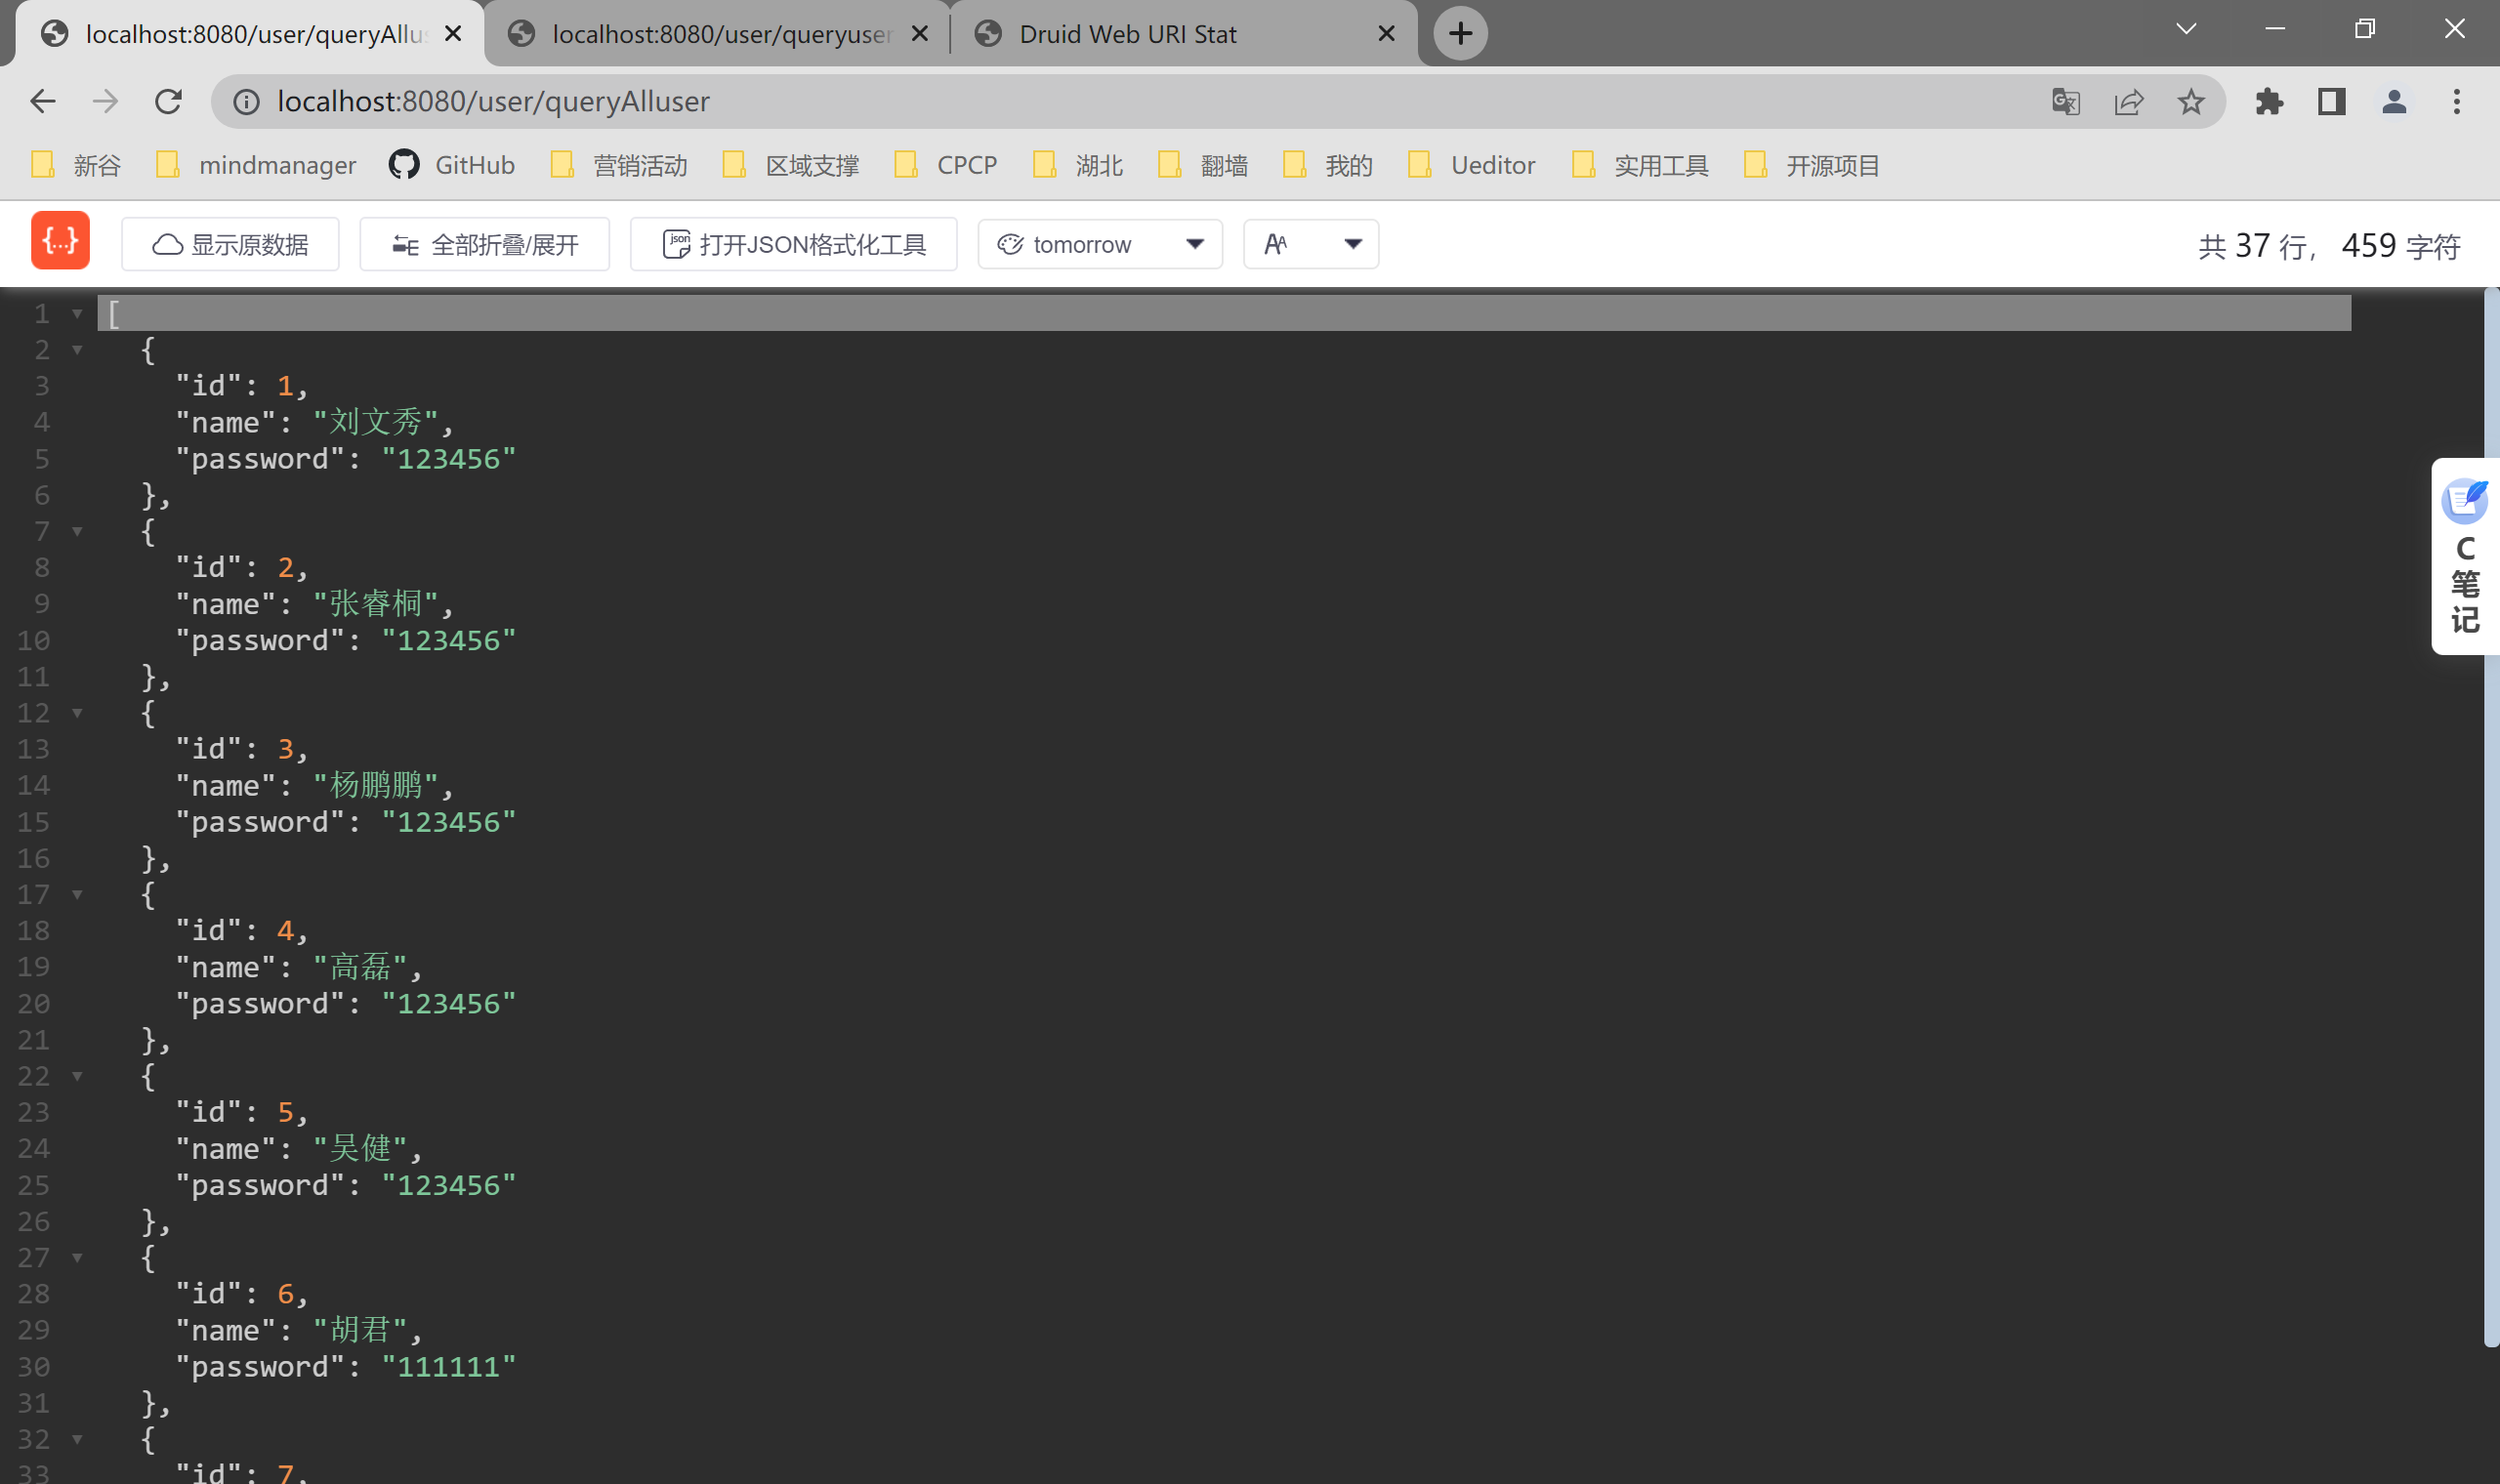 localhost:8080/user/queryAllus
localhost:8080/user/queryuser
Druid Web URI Stat
localhost:8080/user/queryAlluser
新谷
mindmanager
GitHub
营销活动
区域支撑
CPCP
湖北
翻墙
我的
Ueditor
实用工具
开源项目
{...}
显示原数据
全部折叠/展开
json
打开JSON格式化工具
tomorrow
AA
共 37 行， 459 字符
1 [
2 {
3 "id": 1,
4 "name": "刘文秀",
5 "password": "123456"
6 },
7 {
8 "id": 2,
9 "name": "张睿桐",
10 "password": "123456"
11 },
12 {
13 "id": 3,
14 "name": "杨鹏鹏",
15 "password": "123456"
16 },
17 {
18 "id": 4,
19 "name": "高磊",
20 "password": "123456"
21 },
22 {
23 "id": 5,
24 "name": "吴健",
25 "password": "123456"
26 },
27 {
28 "id": 6,
29 "name": "胡君",
30 "password": "111111"
31 },
32 {
33 "id": 7,
C
笔
记